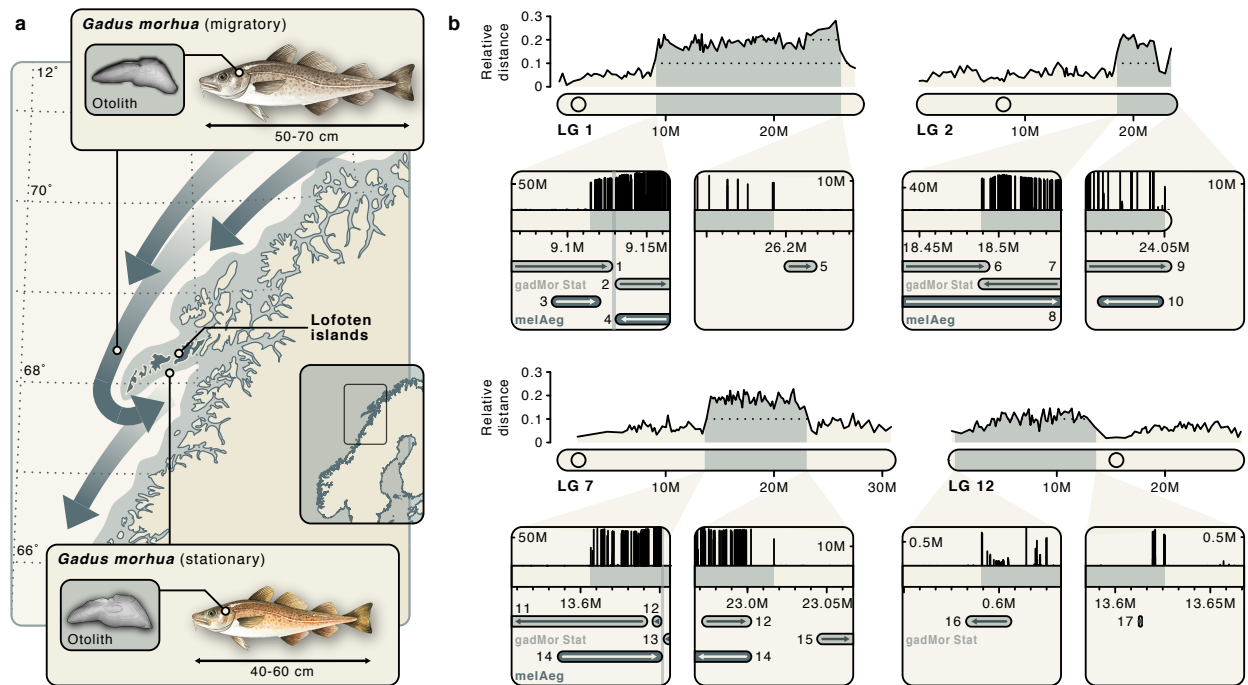 a
Gadus morhua (migratory)
Otolith
50-70 cm
12°
70°
68°
66°
Lofoten
islands
Gadus morhua (stationary)
Otolith
40-60 cm
b
Relative
distance
0.3
0.2
0.1
0
LG 1
10M
20M
LG 2
10M
20M
50M
9.1M
9.15M
1
gadMor Stat
2
3
melAeg
4
10M
26.2M
5
40M
18.45M
18.5M
6
7
gadMor Stat
melAeg
8
10M
24.05M
9
10
Relative
distance
0.3
0.2
0.1
0
LG 7
10M
20M
30M
LG 12
10M
20M
50M
13.6M
11
12
gadMor Stat
13
14
melAeg
10M
23.0M
23.05M
12
15
14
0.5M
0.6M
16
gadMor Stat
0.5M
13.6M
13.65M
17